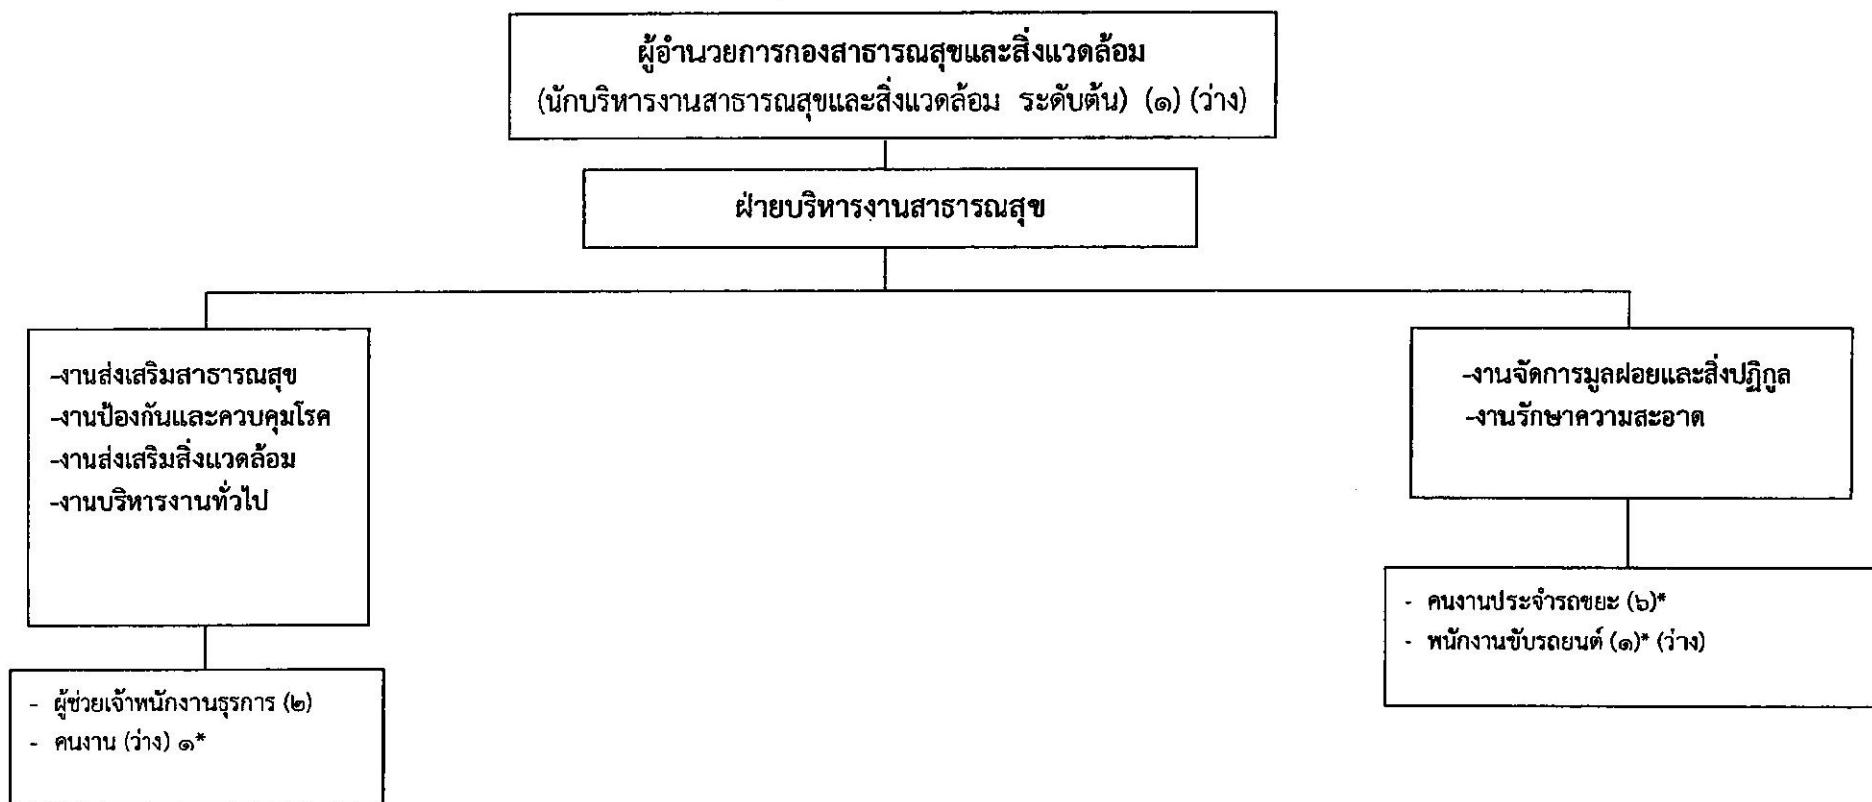 ผู้อำนวยการกองสาธารณสุขและสิ่งแวดล้อม
(นักบริหารงานสาธารณสุขและสิ่งแวดล้อม ระดับต้น) (๑) (ว่าง)
ฝ่ายบริหารงานสาธารณสุข
-งานส่งเสริมสาธารณสุข
-งานป้องกันและควบคุมโรค
-งานส่งเสริมสิ่งแวดล้อม
-งานบริหารงานทั่วไป
- ผู้ช่วยเจ้าพนักงานธุรการ (๒)
- คนงาน (ว่าง) ๑*
-งานจัดการมูลฝอยและสิ่งปฏิกูล
-งานรักษาความสะอาด
- คนงานประจำรถขยะ (๖)*
- พนักงานขับรถยนต์ (๑)* (ว่าง)